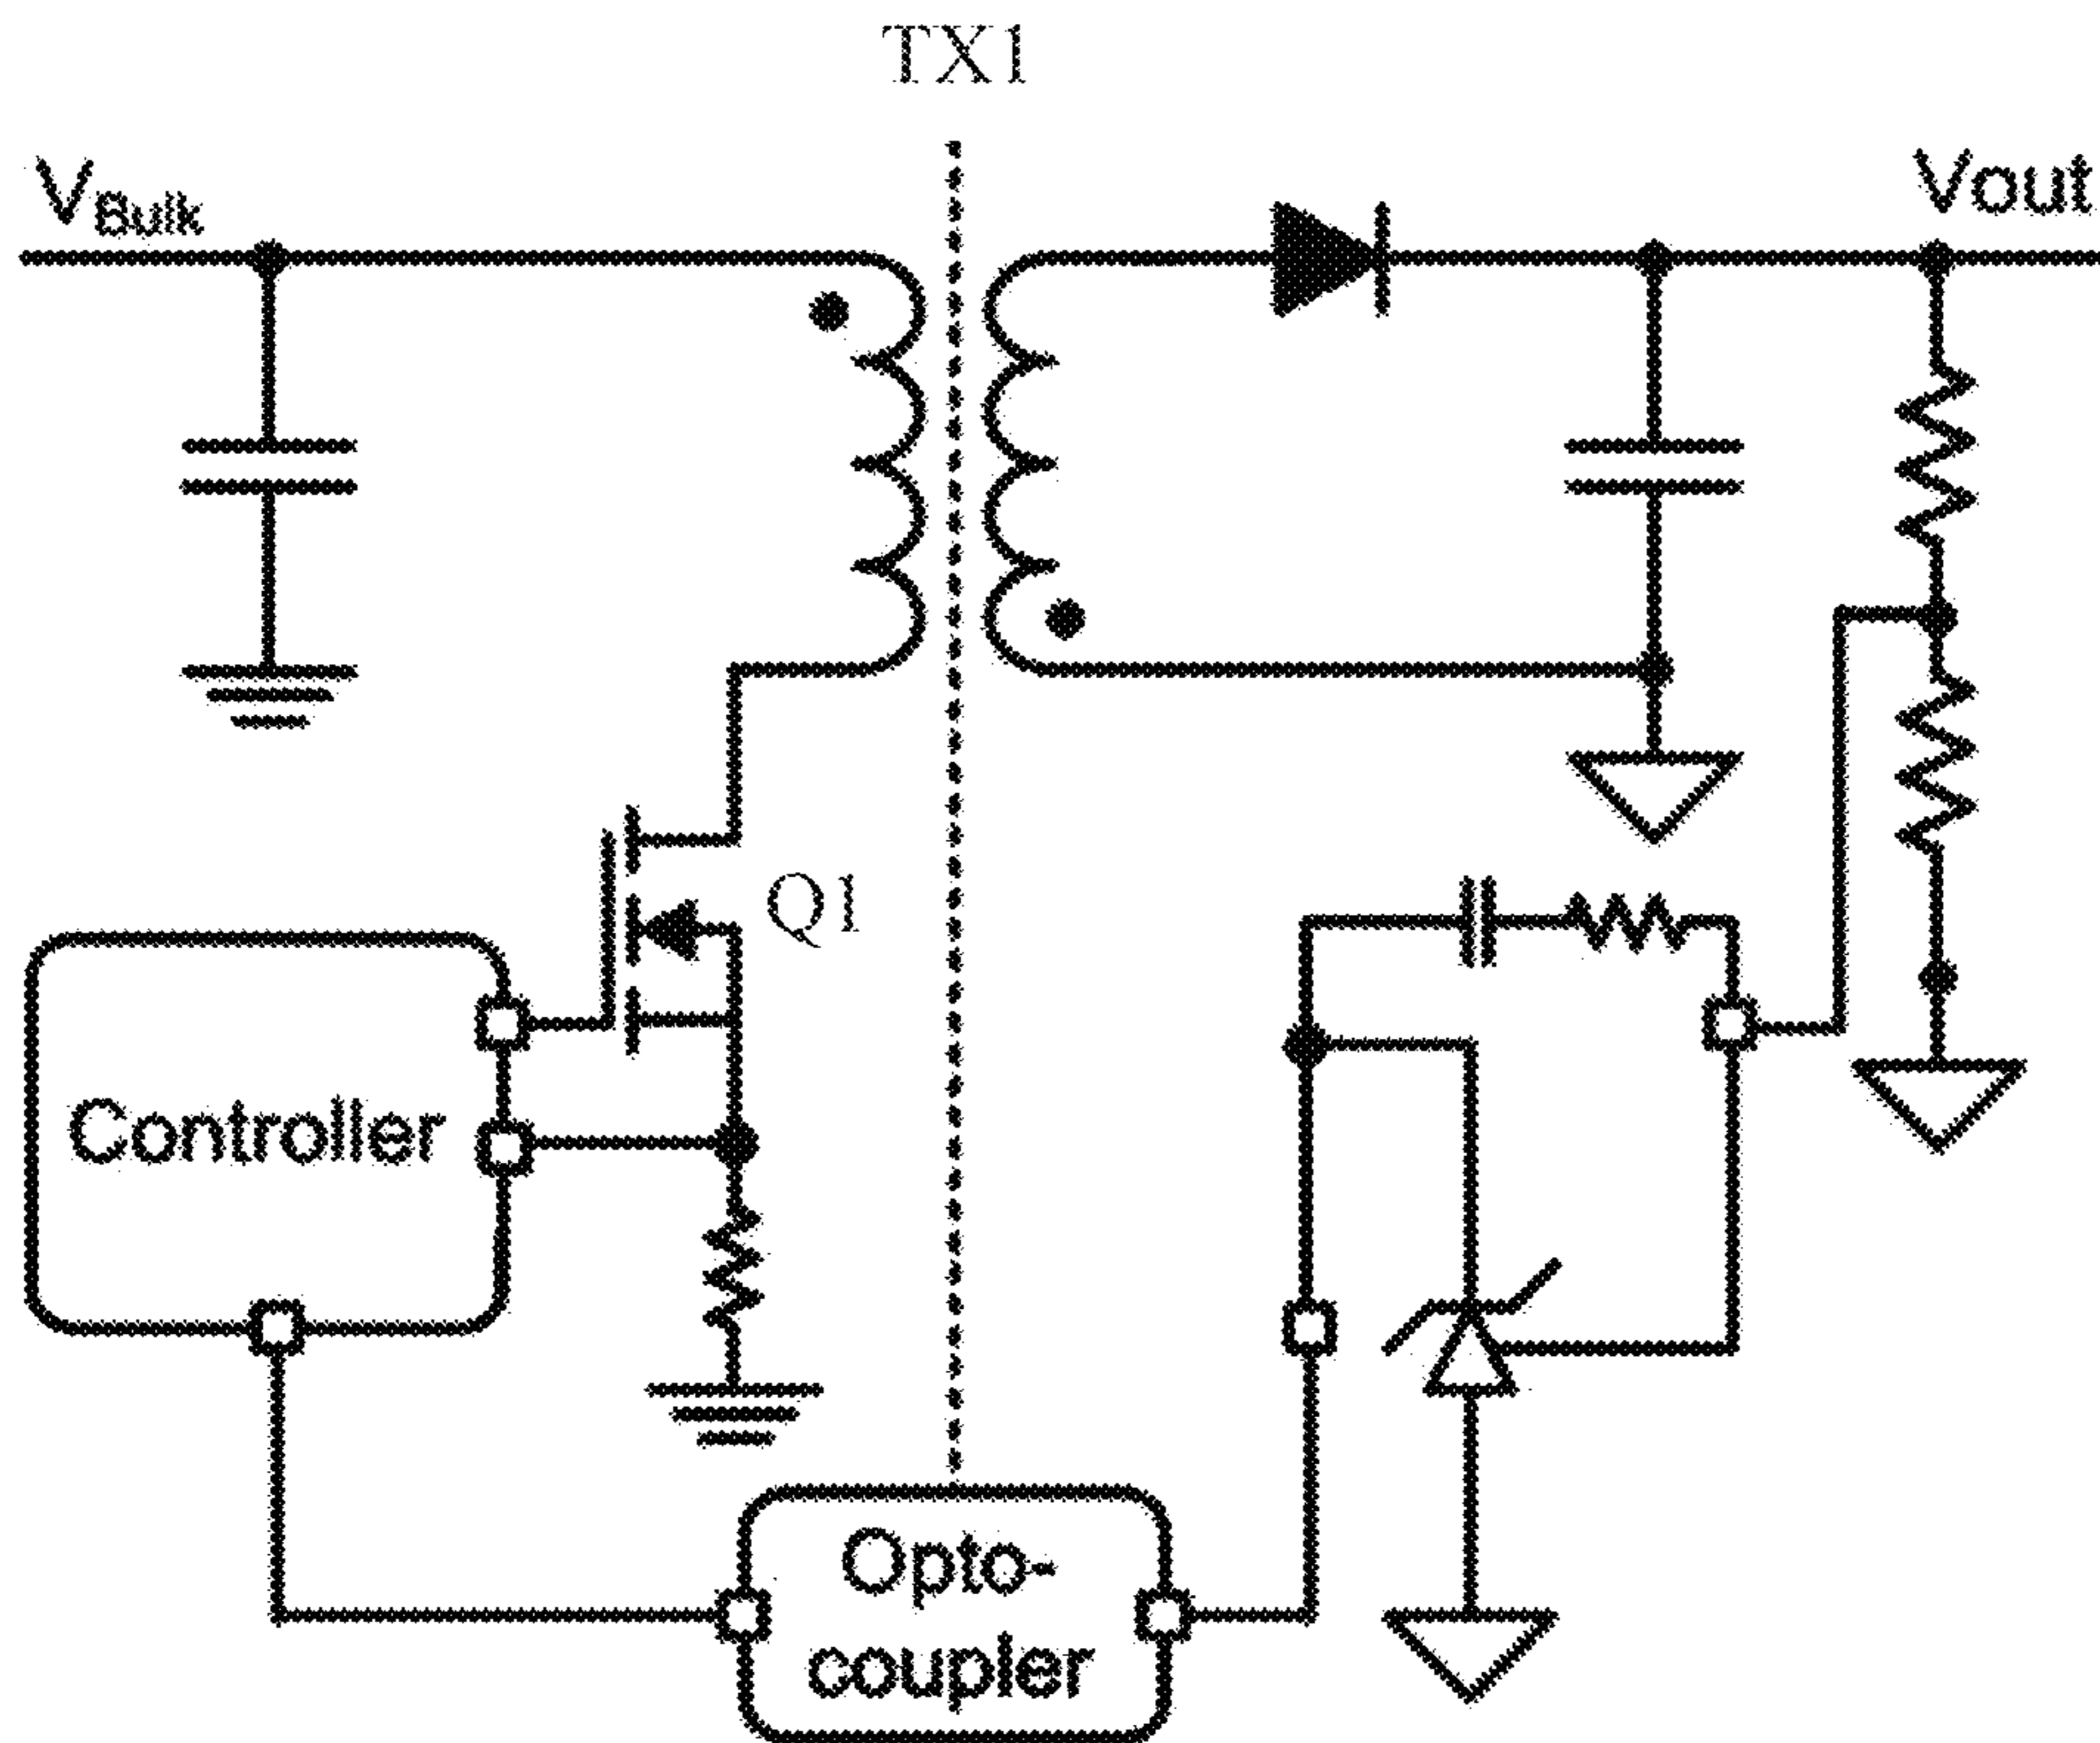 TX1
VBulk
Vout
Q1
Controller
Opto-
coupler